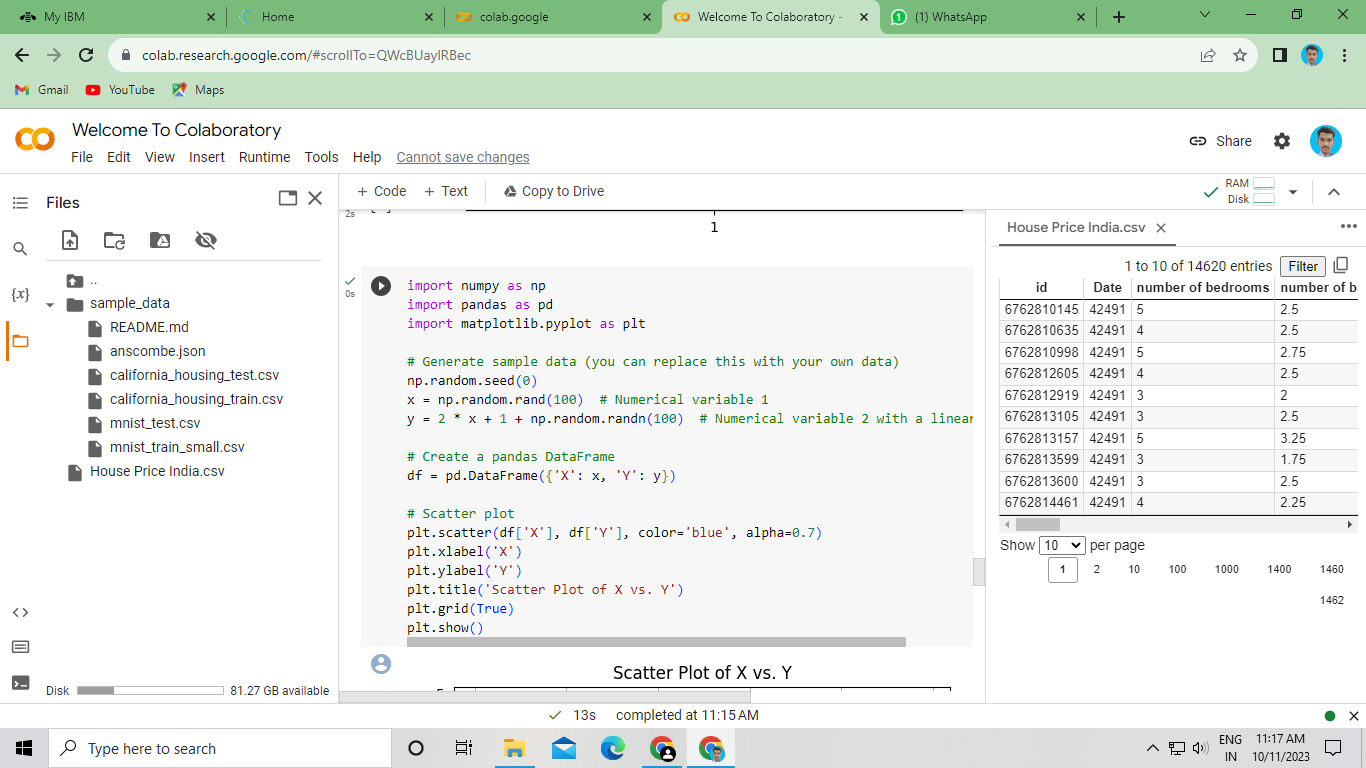 My IBM
Home
colab.google
Welcome To Colaboratory -
(1) WhatsApp
colab.research.google.com/#scrollTo=QWcBUaylRBec
Gmail
YouTube
Maps
Welcome To Colaboratory
File Edit View Insert Runtime Tools Help Cannot save changes
Share
Files
+ Code + Text
Copy to Drive
RAM
Disk
..
sample_data
README.md
anscombe.json
california_housing_test.csv
california_housing_train.csv
mnist_test.csv
mnist_train_small.csv
House Price India.csv
Disk
81.27 GB available
2s
1
0s
import numpy as np
import pandas as pd
import matplotlib.pyplot as plt
# Generate sample data (you can replace this with your own data)
np.random.seed(0)
x = np.random.rand(100)  # Numerical variable 1
y = 2 * x + 1 + np.random.randn(100)  # Numerical variable 2 with a linear
# Create a pandas DataFrame
df = pd.DataFrame({'X': x, 'Y': y})
# Scatter plot
plt.scatter(df['X'], df['Y'], color='blue', alpha=0.7)
plt.xlabel('X')
plt.ylabel('Y')
plt.title('Scatter Plot of X vs. Y')
plt.grid(True)
plt.show()
Scatter Plot of X vs. Y
House Price India.csv
1 to 10 of 14620 entries Filter
id Date number of bedrooms number of ba
6762810145 42491 5 2.5
6762810635 42491 4 2.5
6762810998 42491 5 2.75
6762812605 42491 4 2.5
6762812919 42491 3 2
6762813105 42491 3 2.5
6762813157 42491 5 3.25
6762813599 42491 3 1.75
6762813600 42491 3 2.5
6762814461 42491 4 2.25
Show 10 per page
1 2 10 100 1000 1400 1460
1462
13s completed at 11:15 AM
Type here to search
ENG
IN
11:17 AM
10/11/2023